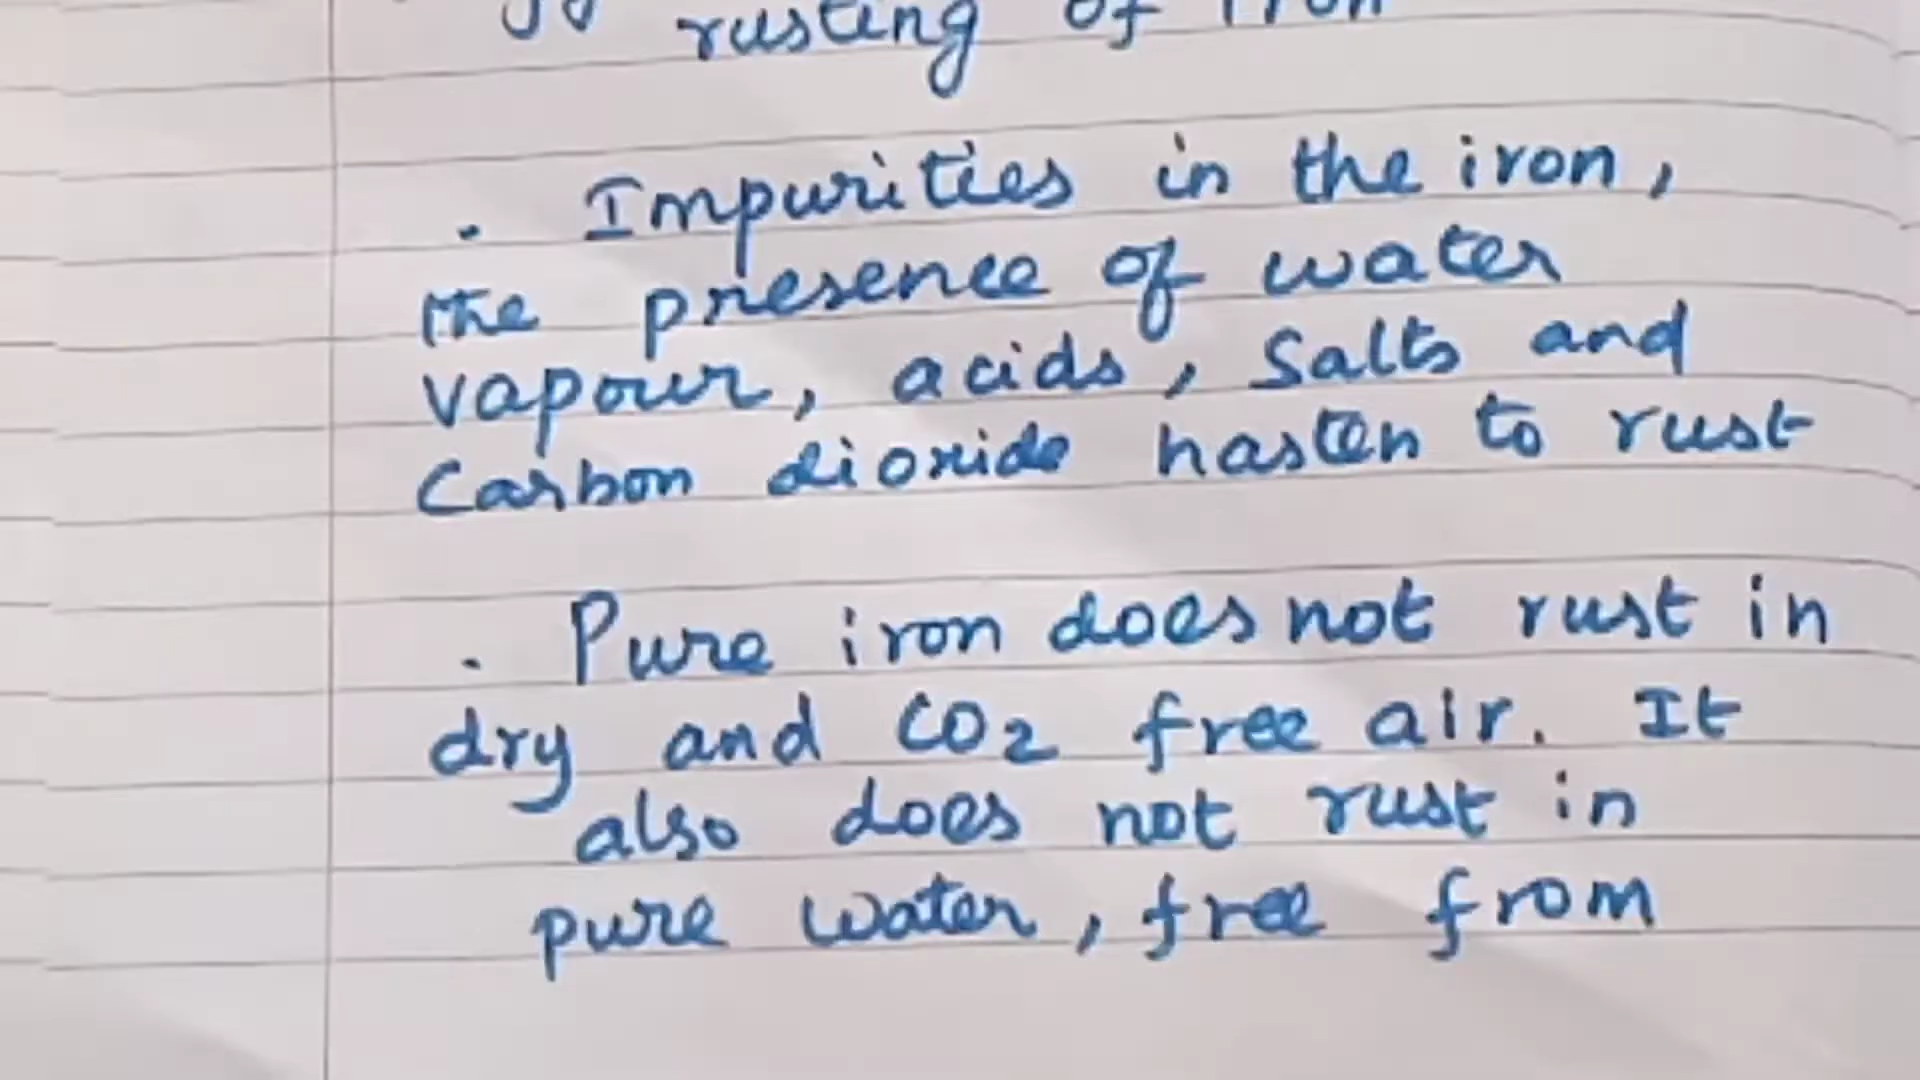 rusting of iron
. Impurities in the iron,
the presence of water
vapour, acids, Salts and
Carbon dioxide hasten to rust
. Pure iron does not rust in
dry and CO2 free air. It
also does not rust in
pure water, free from